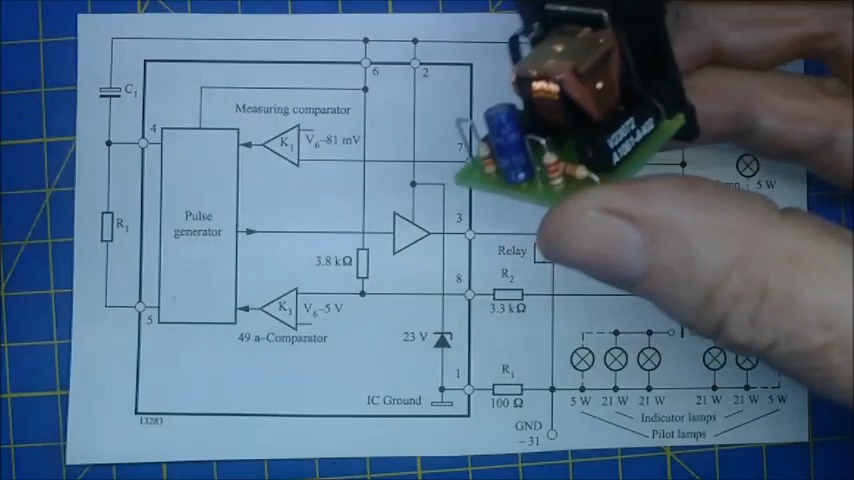 C1
6
2
Measuring comparator
4
K1
V6–81 mV
7
R1
Pulse
generator
3
3.8 kΩ
Relay
8
R2
3.3 kΩ
K3
V6–5 V
5
49 a–Comparator
23 V
1
R1
100 Ω
IC Ground
13283
GND
–31
5 W
21 W
21 W
21 W
21 W
5 W
Indicator lamps
Pilot lamps
5 W
V23072